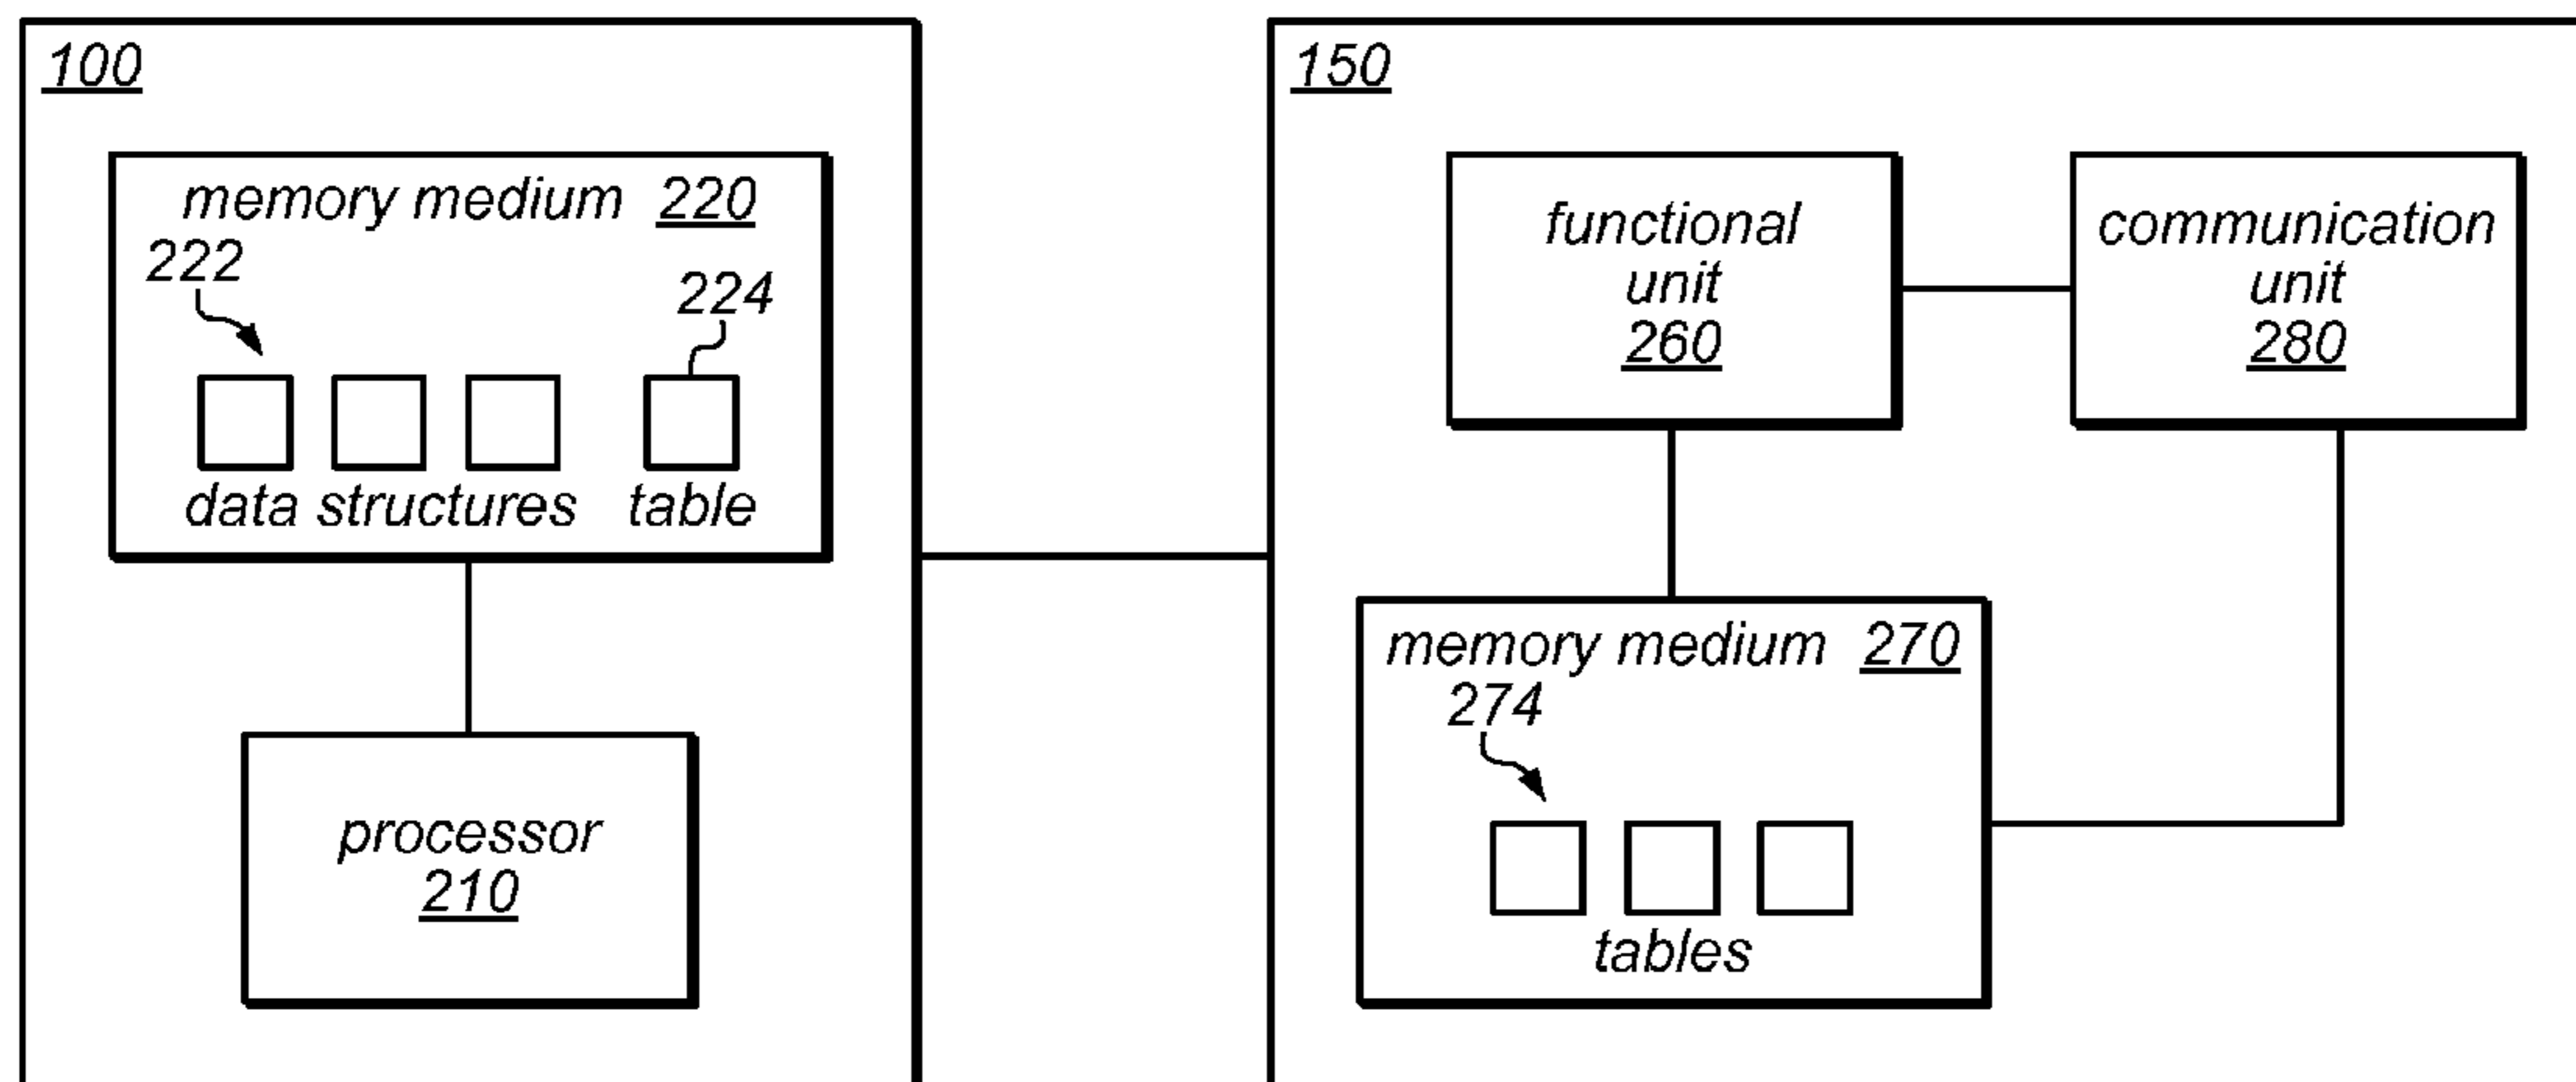 100
memory medium 220
222
224
data structures table
processor
210
150
functional
unit
260
communication
unit
280
memory medium 270
274
tables